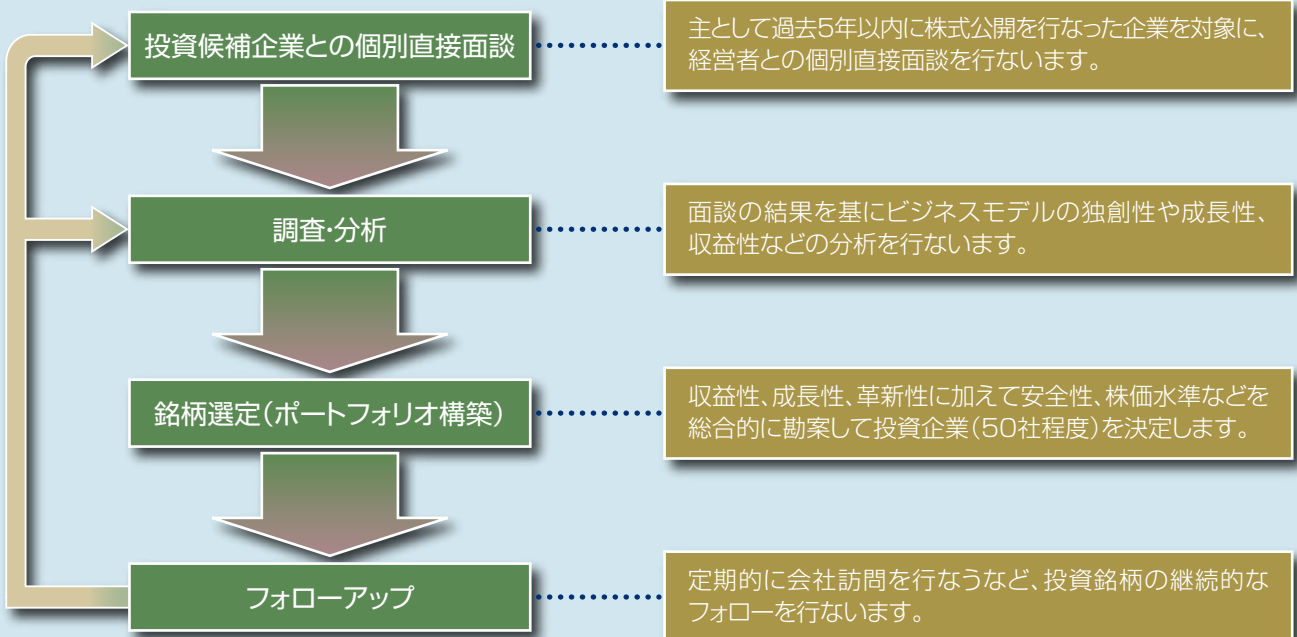 投資候補企業との個別直接面談
主として過去5年以内に株式公開を行なった企業を対象に、
経営者との個別直接面談を行ないます。
調査・分析
面談の結果を基にビジネスモデルの独創性や成長性、
収益性などの分析を行ないます。
銘柄選定(ポートフォリオ構築)
収益性、成長性、革新性に加えて安全性、株価水準などを
総合的に勘案して投資企業(50社程度)を決定します。
フォローアップ
定期的に会社訪問を行なうなど、投資銘柄の継続的な
フォローを行ないます。